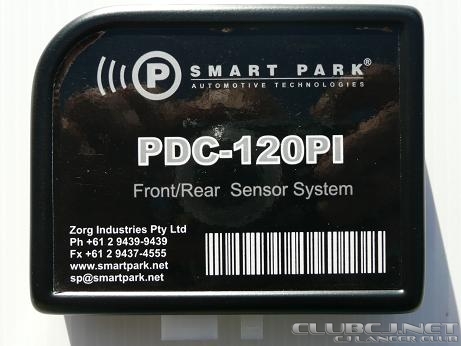 P SMART PARK®
AUTOMOTIVE TECHNOLOGIES
PDC-120PI
Front/Rear Sensor System
Zorg Industries Pty Ltd
Ph +61 2 9439-9439
Fx +61 2 9437-4555
www.smartpark.net
sp@smartpark.net
CLUBCJ.NET
CJ LANCER CLUB